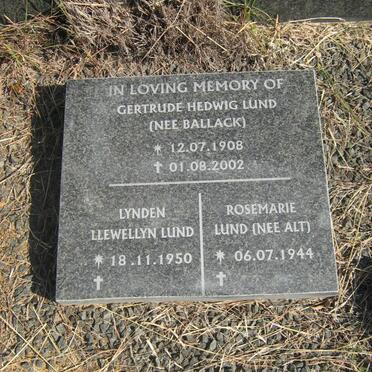 IN LOVING MEMORY OF
GERTRUDE HEDWIG LUND
(NEE BALLACK)
* 12.07.1908
✝ 01.08.2002
LYNDEN
LLEWELLYN LUND
* 18.11.1950
✝
ROSEMARIE
LUND (NEE ALT)
* 06.07.1944
✝